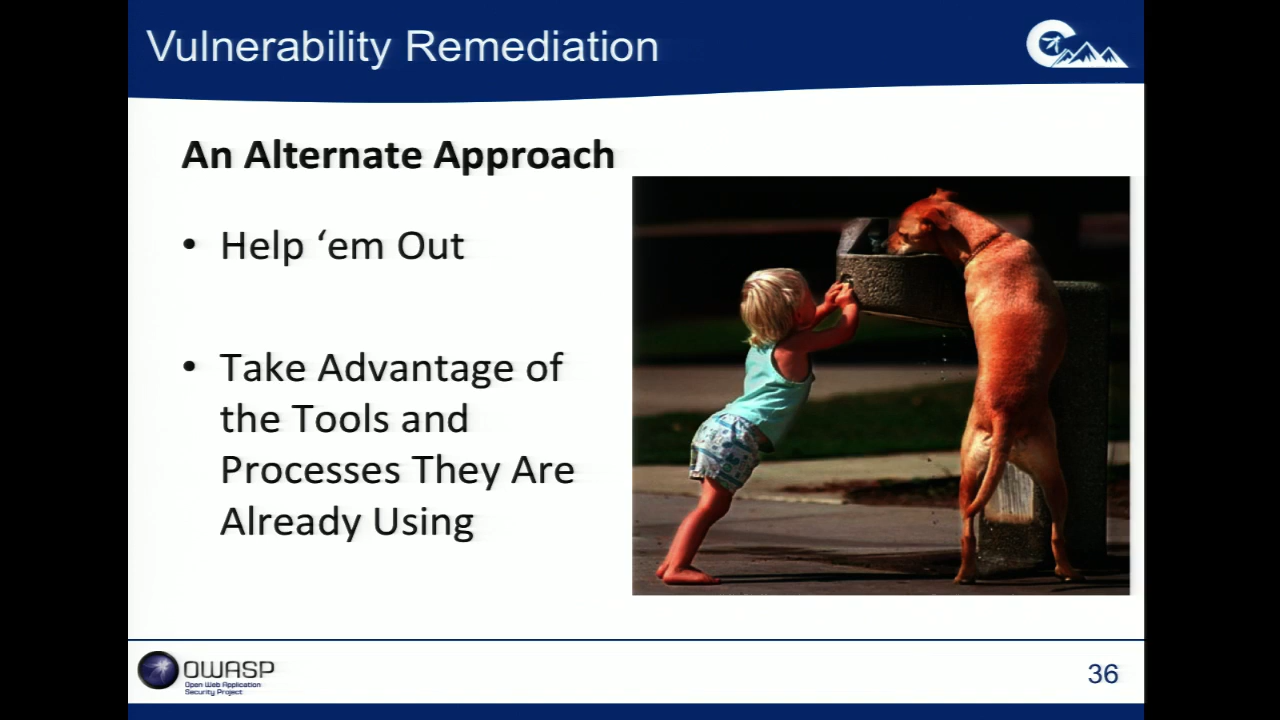 Vulnerability Remediation
An Alternate Approach
• Help ‘em Out
• Take Advantage of
the Tools and
Processes They Are
Already Using
OWASP
Open Web Application
Security Project
36